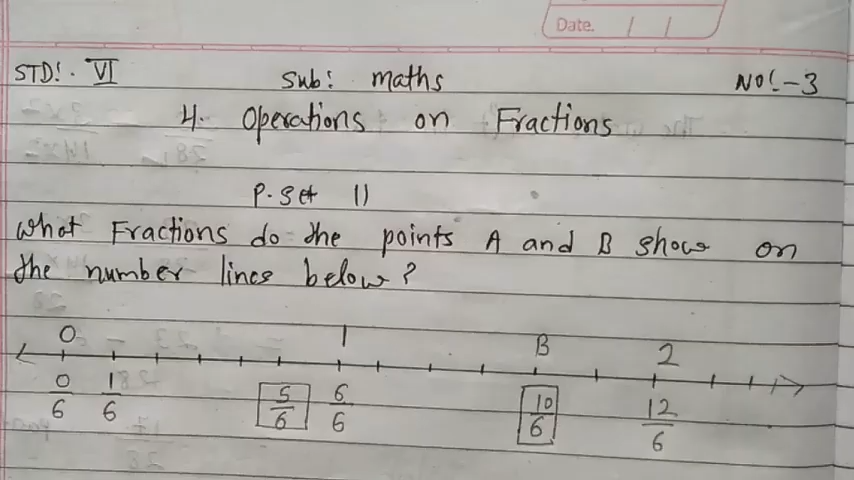 Date. / /
STD:. VI Sub: maths NO:-3
4. Operations on Fractions
P. Set 11
What Fractions do the points A and B show on
the number lines below?
0 1 B 2
0/6 1/6 5/6 6/6 10/6 12/6